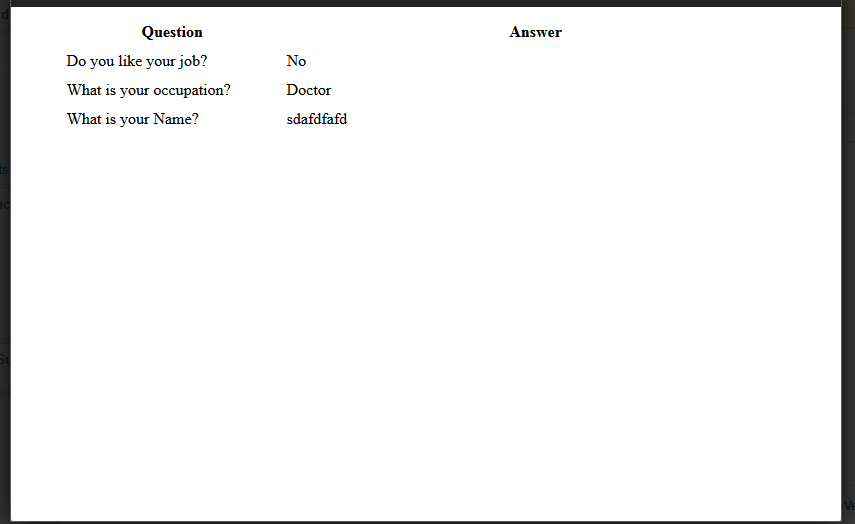 Question Answer
Do you like your job? No
What is your occupation? Doctor
What is your Name? sdafdfafd